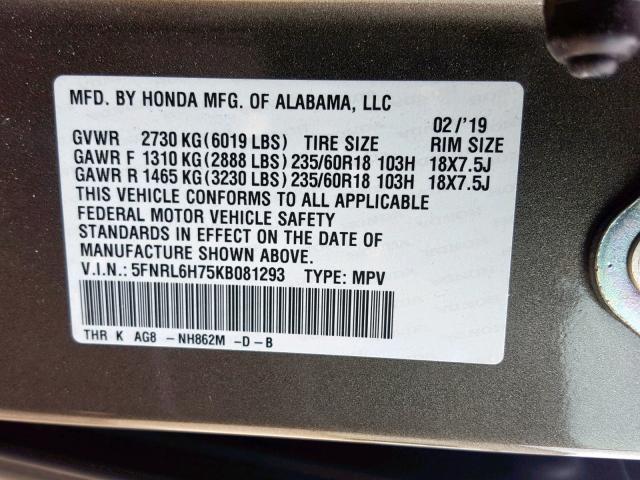 MFD. BY HONDA MFG. OF ALABAMA, LLC
02/'19
GVWR 2730 KG(6019 LBS) TIRE SIZE RIM SIZE
GAWR F 1310 KG(2888 LBS)235/60R18 103H 18X7.5J
GAWR R 1465 KG(3230 LBS)235/60R18 103H 18X7.5J
THIS VEHICLE CONFORMS TO ALL APPLICABLE
FEDERAL MOTOR VEHICLE SAFETY
STANDARDS IN EFFECT ON THE DATE OF
MANUFACTURE SHOWN ABOVE.
V.I.N.: 5FNRL6H75KB081293 TYPE: MPV
THR K AG8 -NH862M -D-B